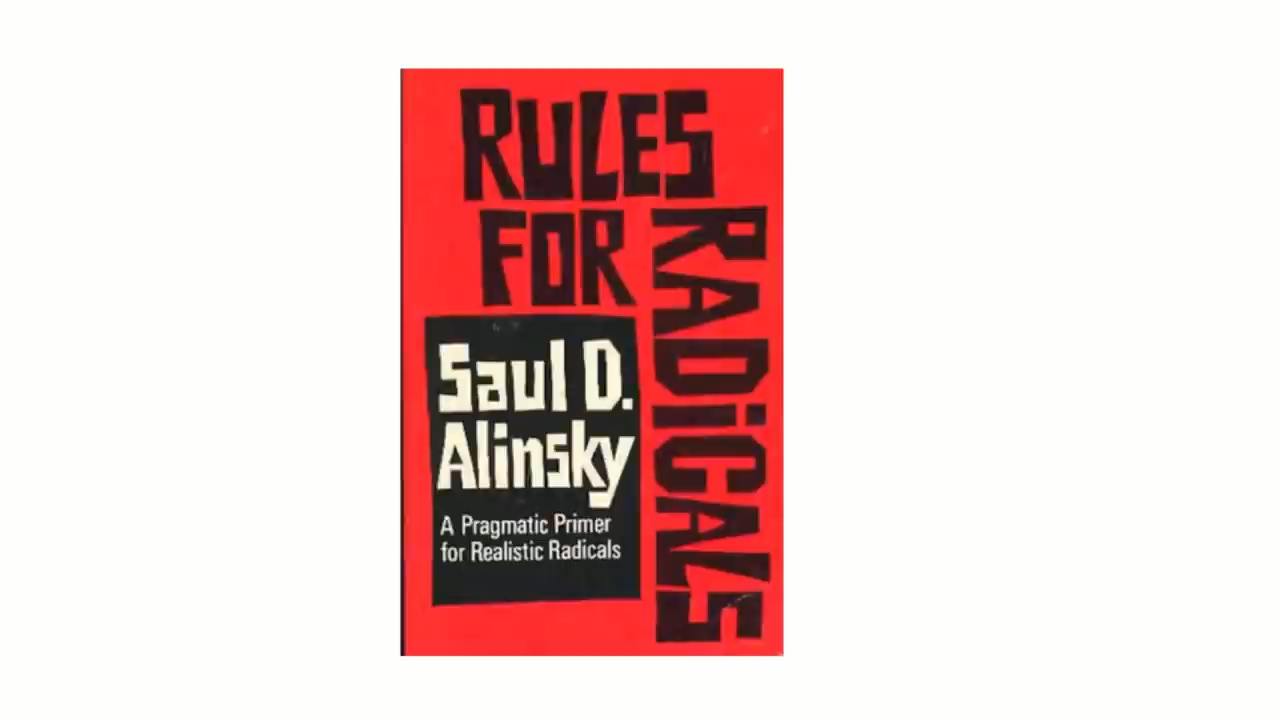 RULES
FOR
RADiCALS
Saul D.
Alinsky
A Pragmatic Primer
for Realistic Radicals